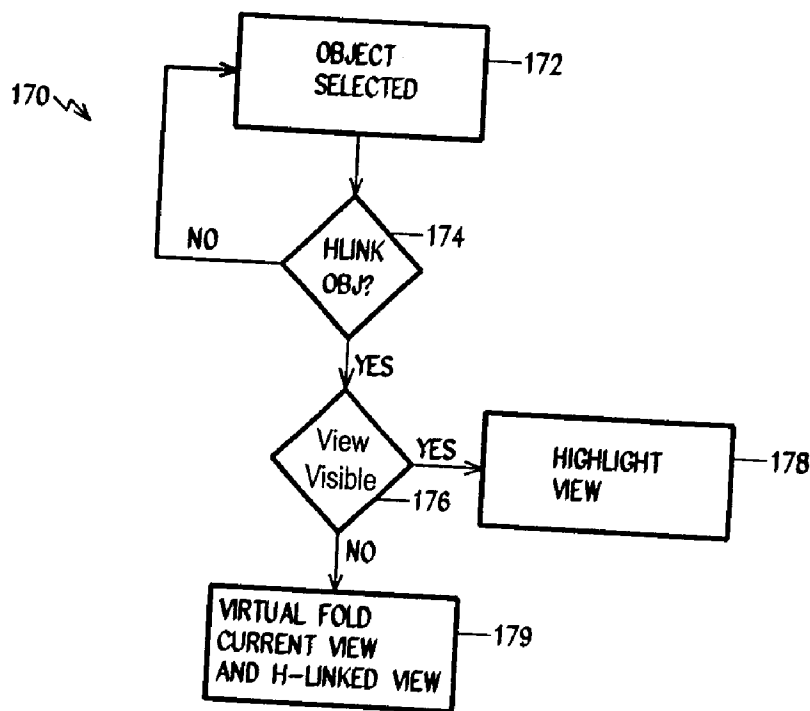 OBJECT
SELECTED
172
170
HLINK
OBJ?
174
NO
YES
View
Visible
176
YES
HIGHLIGHT
VIEW
178
NO
VIRTUAL FOLD
CURRENT VIEW
AND H-LINKED VIEW
179